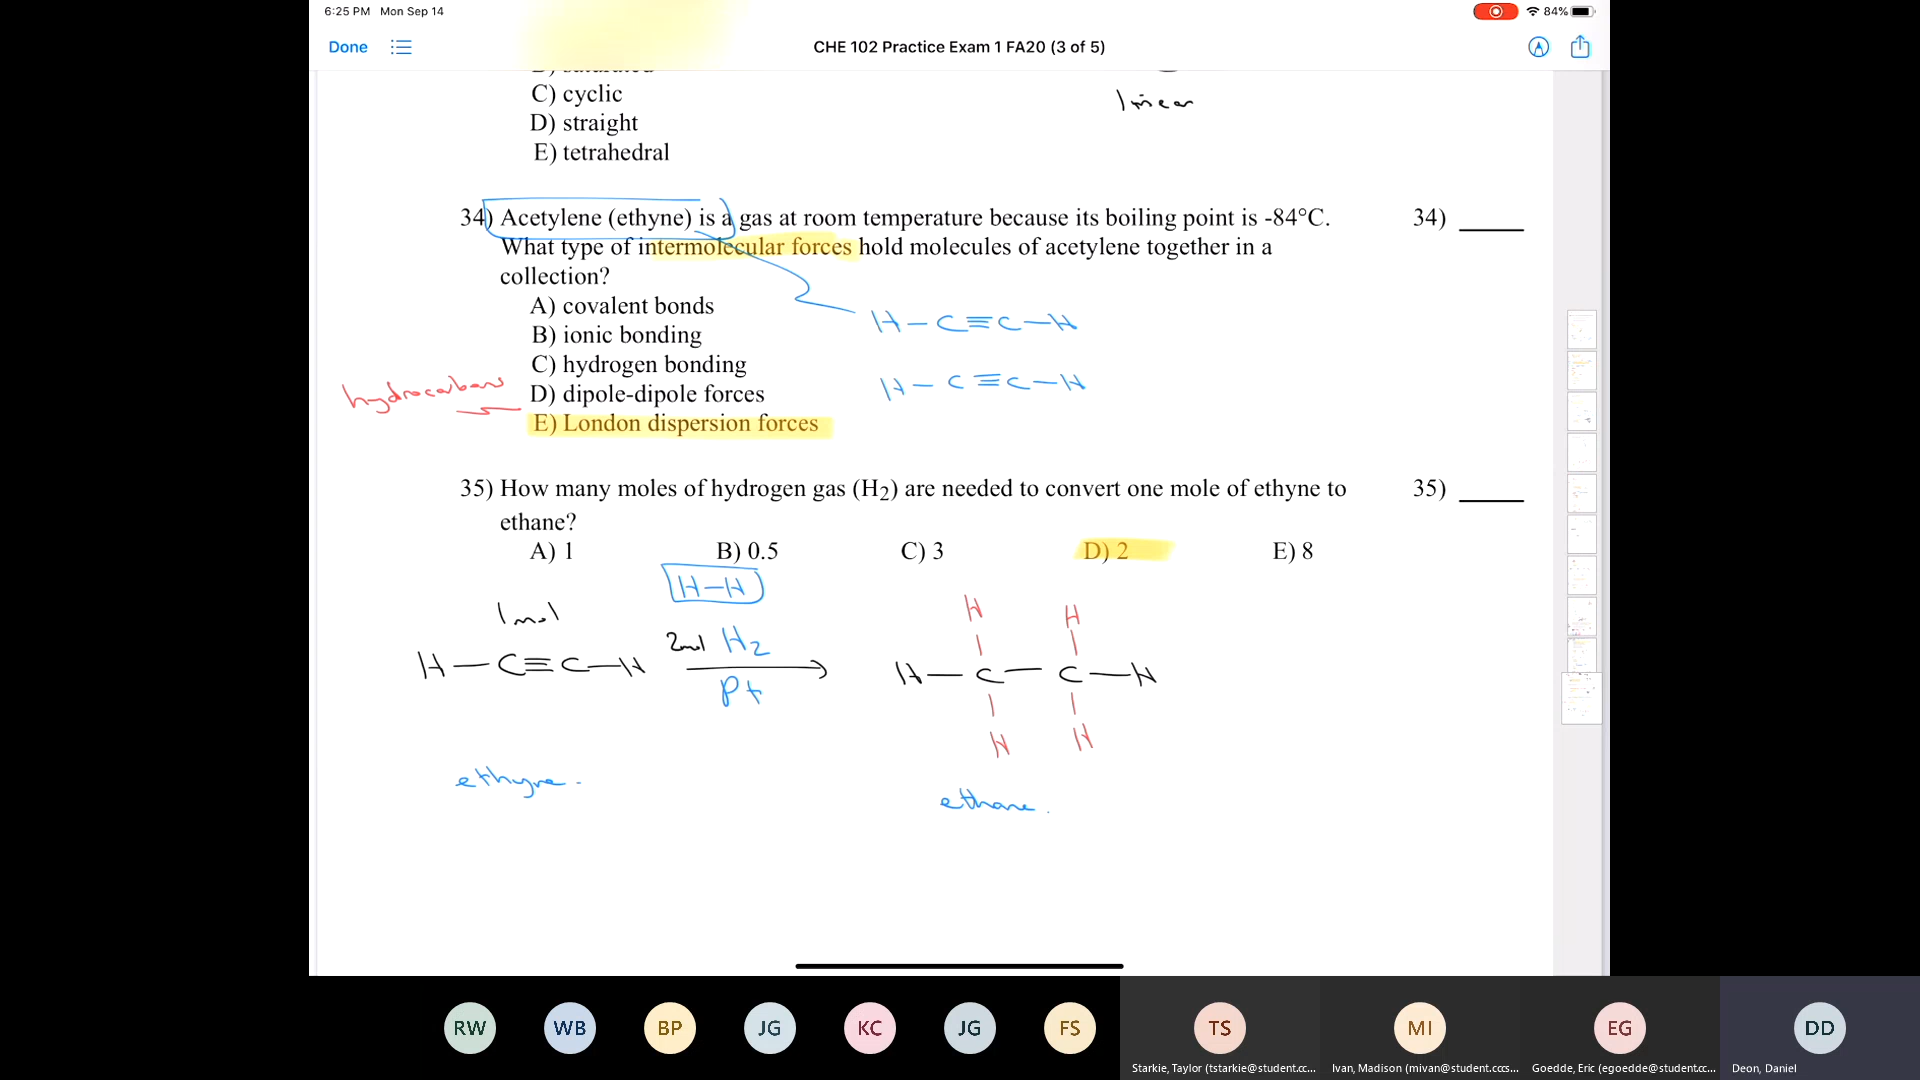 6:25 PM Mon Sep 14
84%
Done
CHE 102 Practice Exam 1 FA20 (3 of 5)
C) cyclic
D) straight
E) tetrahedral
linear
34) Acetylene (ethyne) is a gas at room temperature because its boiling point is -84°C. 34) _____
What type of intermolecular forces hold molecules of acetylene together in a
collection?
A) covalent bonds
B) ionic bonding
C) hydrogen bonding
D) dipole-dipole forces
E) London dispersion forces
H–C≡C–H
H–C≡C–H
hydrocarbons
35) How many moles of hydrogen gas (H2) are needed to convert one mole of ethyne to 35) _____
ethane?
A) 1 B) 0.5 C) 3 D) 2 E) 8
H–H
1 mol
2 mol H2
Pt
H–C≡C–H
H H
H–C–C–H
H H
ethyne.
ethane.
RW WB BP JG KC JG FS TS MI EG DD
Starkie, Taylor (tstarkie@student.cc...
Ivan, Madison (mivan@student.cccs...
Goedde, Eric (egoedde@student.cc...
Deon, Daniel